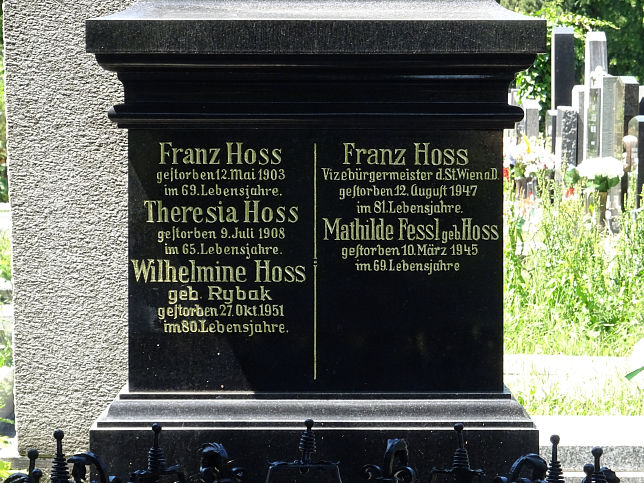 Franz Hoss
gestorben 12. Mai 1903
im 69. Lebensjahre.
Theresia Hoss
gestorben 9. Juli 1908
im 65. Lebensjahre.
Wilhelmine Hoss
geb. Rybak
gestorben 27. Okt. 1951
im 80. Lebensjahre.
Franz Hoss
Vizebürgermeister d. St. Wien a. D.
gestorben 12. August 1947
im 81. Lebensjahre.
Mathilde Fessl geb Hoss
gestorben 10. März 1945
im 69. Lebensjahre